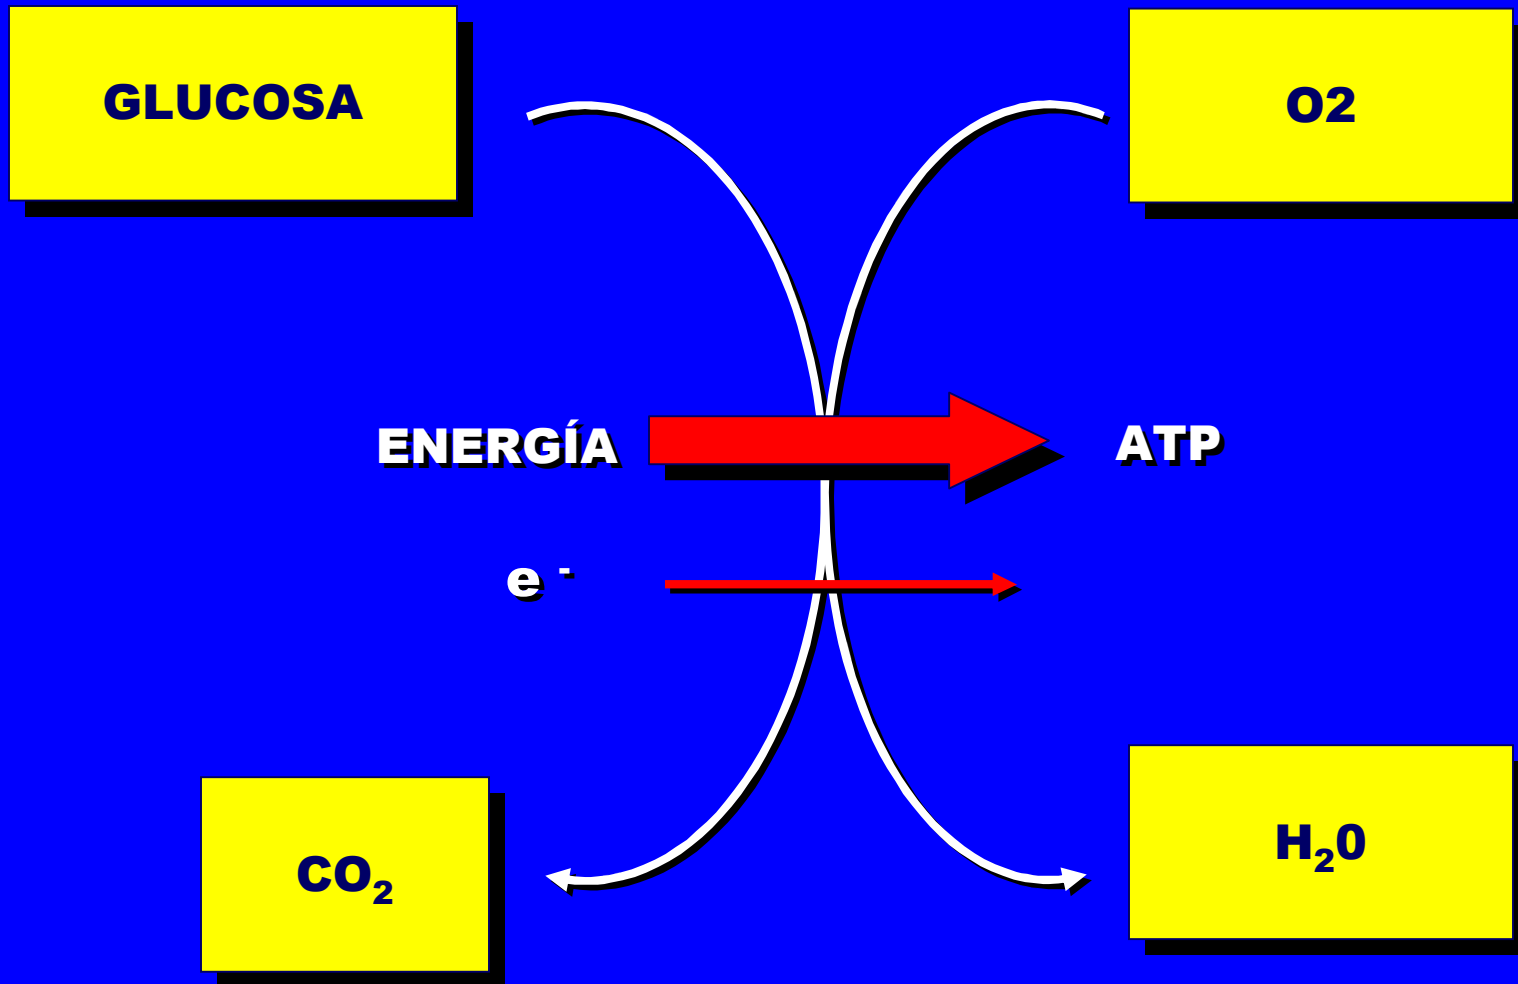 GLUCOSA
O2
ENERGÍA
ATP
e -
CO₂
H₂0